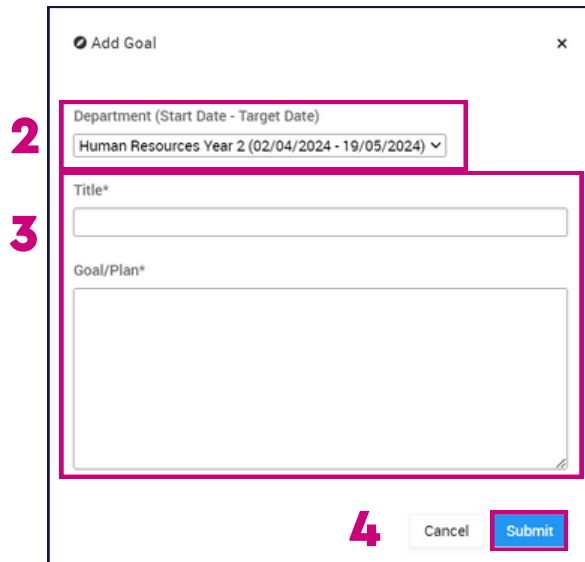 Add Goal ×
Department (Start Date - Target Date)
2
Human Resources Year 2 (02/04/2024 - 19/05/2024)
Title*
3
Goal/Plan*
4 Cancel Submit